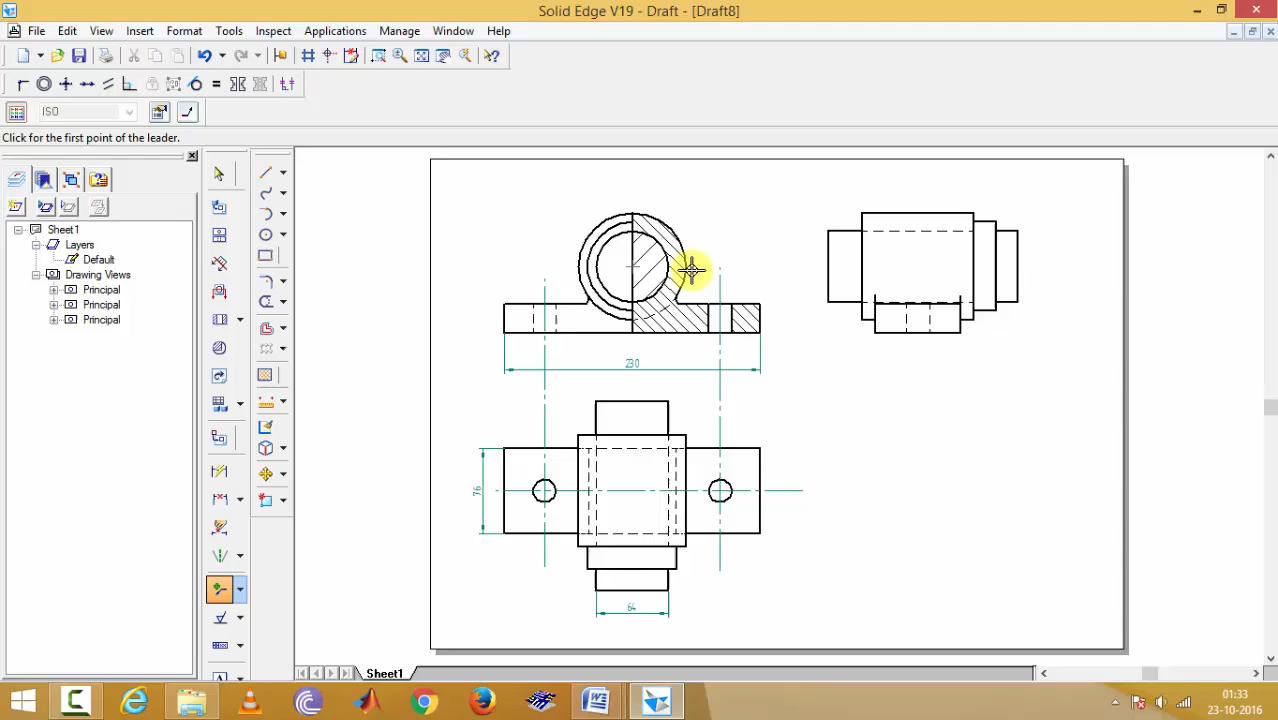 Solid Edge V19 - Draft - [Draft8]
File Edit View Insert Format Tools Inspect Applications Manage Window Help
ISO
Click for the first point of the leader.
Sheet1
Layers
Default
Drawing Views
Principal
Principal
Principal
230
76
64
Sheet1
01:33
23-10-2016